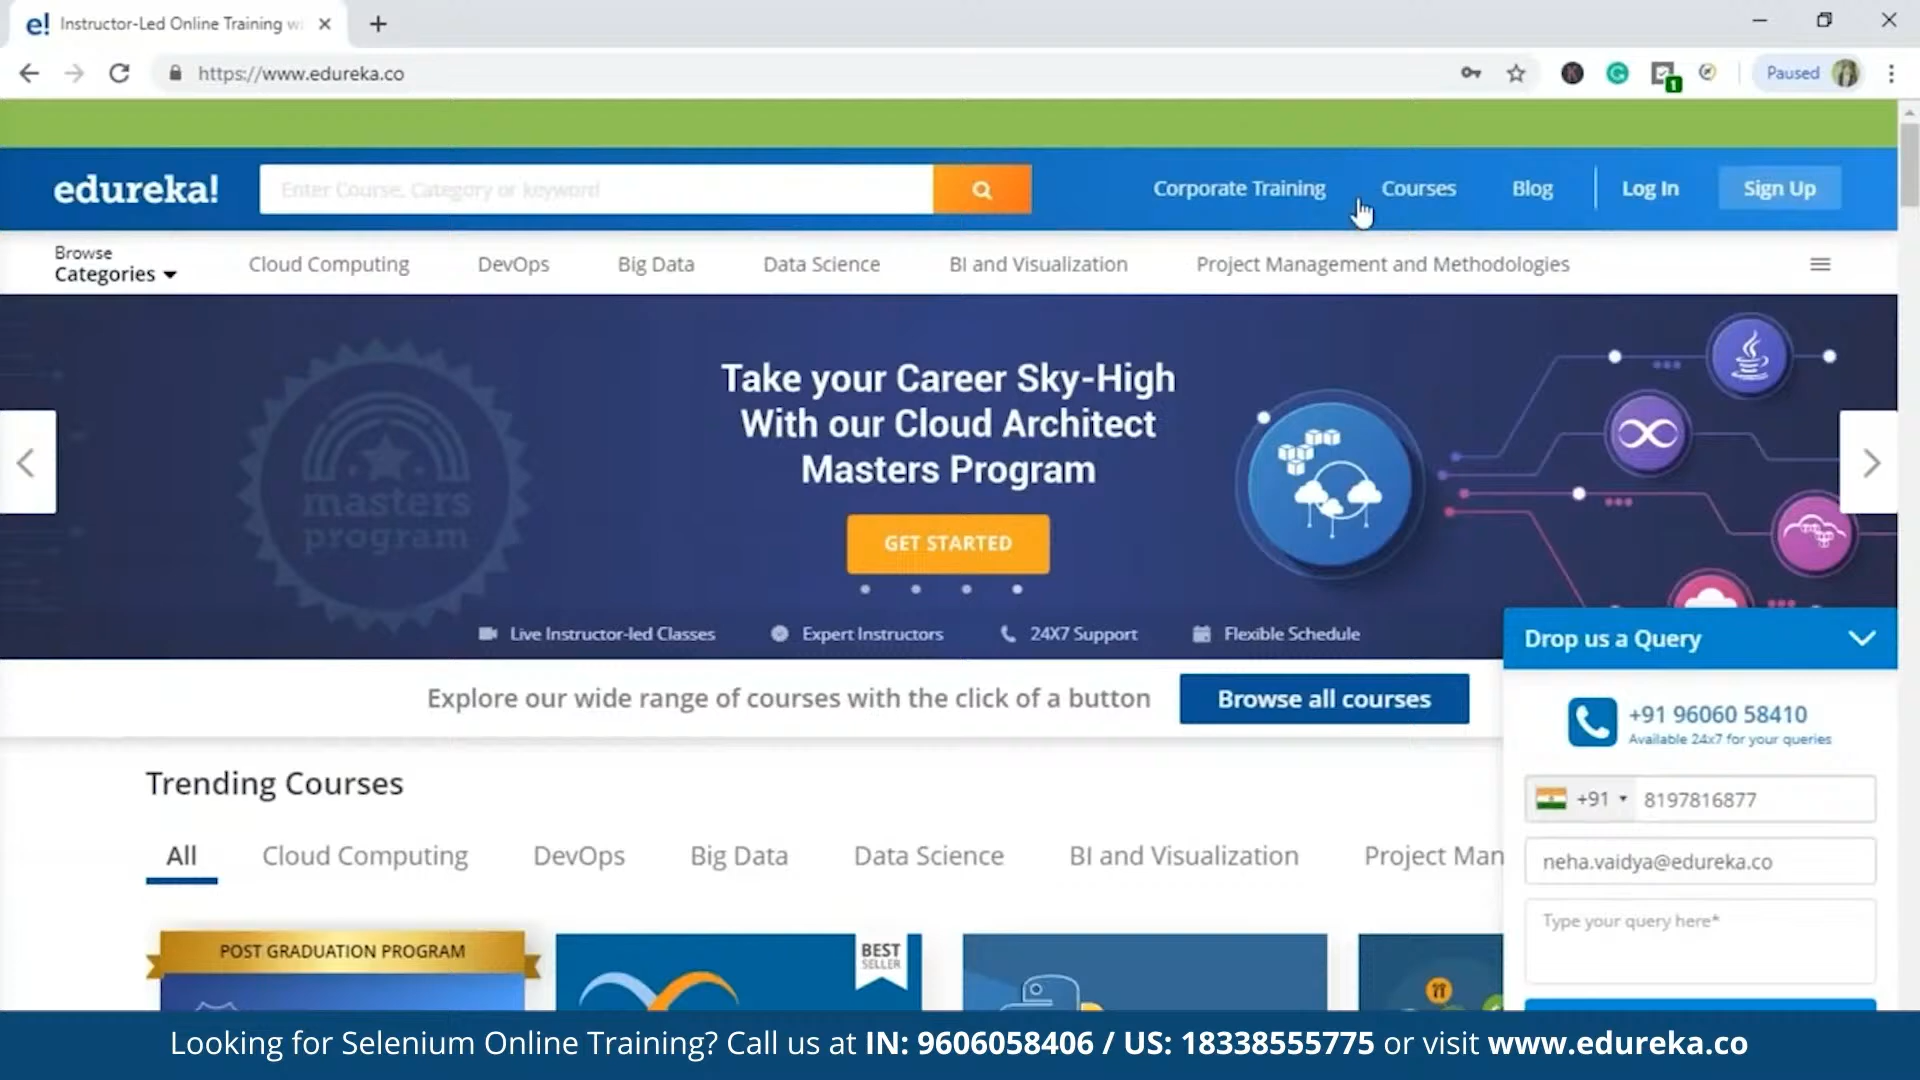 e! Instructor-Led Online Training w
https://www.edureka.co
1
Paused
edureka!
Enter Course, Category or keyword
Corporate Training
Courses
Blog
Log In
Sign Up
Browse
Categories
Cloud Computing
DevOps
Big Data
Data Science
BI and Visualization
Project Management and Methodologies
masters
program
Take your Career Sky-High
With our Cloud Architect
Masters Program
GET STARTED
Live Instructor-led Classes
Expert Instructors
24X7 Support
Flexible Schedule
Drop us a Query
Explore our wide range of courses with the click of a button
Browse all courses
+91 96060 58410
Available 24x7 for your queries
Trending Courses
+91
8197816877
All
Cloud Computing
DevOps
Big Data
Data Science
BI and Visualization
Project Man
neha.vaidya@edureka.co
Type your query here*
POST GRADUATION PROGRAM
BEST
SELLER
Looking for Selenium Online Training? Call us at IN: 9606058406 / US: 18338555775 or visit www.edureka.co